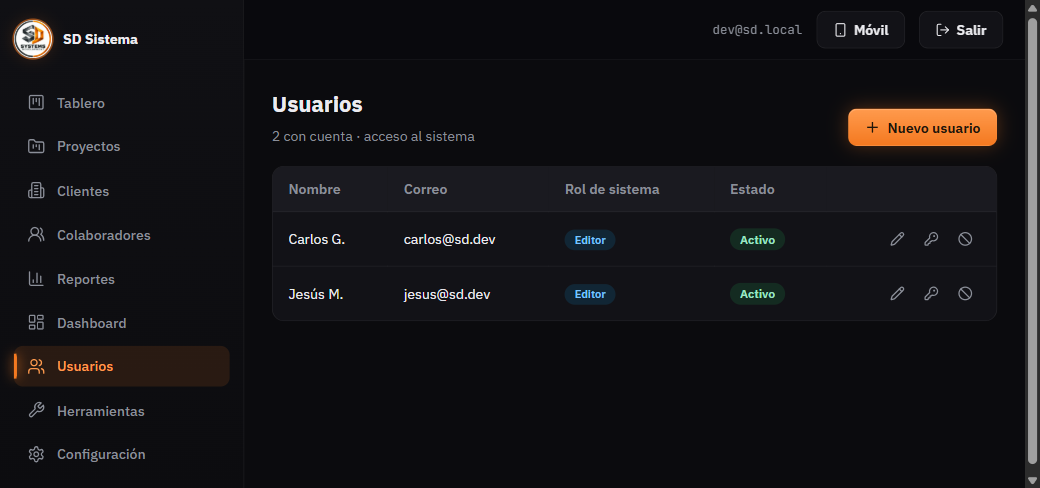 SD SYSTEMS
SD Sistema
dev@sd.local
Móvil
Salir
Tablero
Proyectos
Clientes
Colaboradores
Reportes
Dashboard
Usuarios
Herramientas
Configuración
Usuarios
2 con cuenta · acceso al sistema
+ Nuevo usuario
Nombre Correo Rol de sistema Estado
Carlos G. carlos@sd.dev Editor Activo
Jesús M. jesus@sd.dev Editor Activo